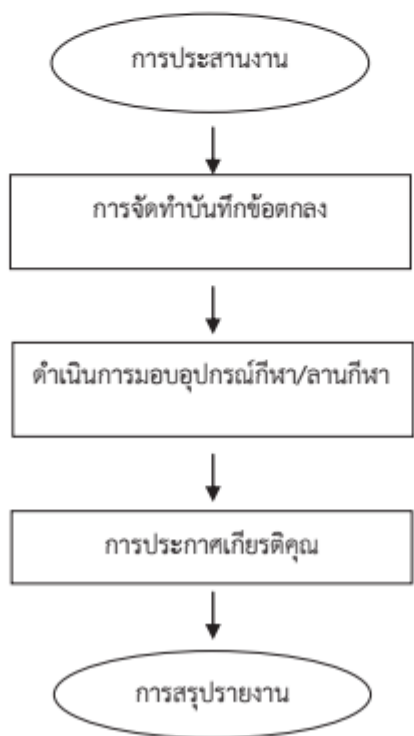 การประสานงาน
การจัดทำบันทึกข้อตกลง
ดำเนินการมอบอุปกรณ์กีฬา/ลานกีฬา
การประกาศเกียรติคุณ
การสรุปรายงาน